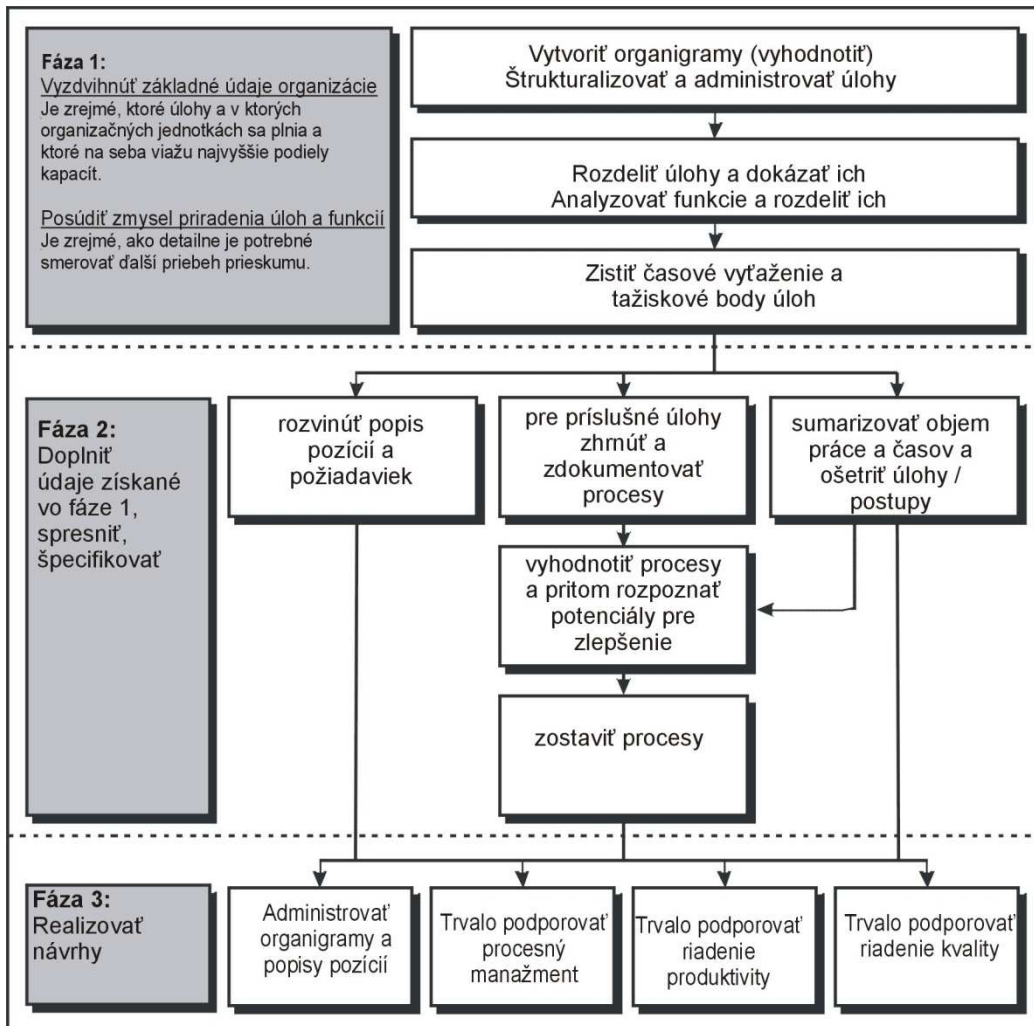 Fáza 1:
Vyzdvihnúť základné údaje organizácie
Je zrejmé, ktoré úlohy a v ktorých
organizačných jednotkách sa plnia a
ktoré na seba viažu najvyššie podiely
kapacít.
Posúdiť zmysel priradenia úloh a funkcií
Je zrejmé, ako detailne je potrebné
smerovať ďalší priebeh prieskumu.
Vytvoriť organigramy (vyhodnotiť)
Štrukturalizovať a administrovať úlohy
Rozdeliť úlohy a dokázať ich
Analyzovať funkcie a rozdeliť ich
Zistiť časové vyťaženie a
tažiskové body úloh
Fáza 2:
Doplniť
údaje získané
vo fáze 1,
spresniť,
špecifikovať
rozvinúť popis
pozícií a
požiadaviek
pre príslušné úlohy
zhrnúť a
zdokumentovať
procesy
sumarizovať objem
práce a časov a
ošetriť úlohy /
postupy
vyhodnotiť procesy
a pritom rozpoznať
potenciály pre
zlepšenie
zostaviť procesy
Fáza 3:
Realizovať
návrhy
Administrovať
organigramy a
popisy pozícií
Trvalo podporovať
procesný
manažment
Trvalo podporovať
riadenie
produktivity
Trvalo podporovať
riadenie kvality